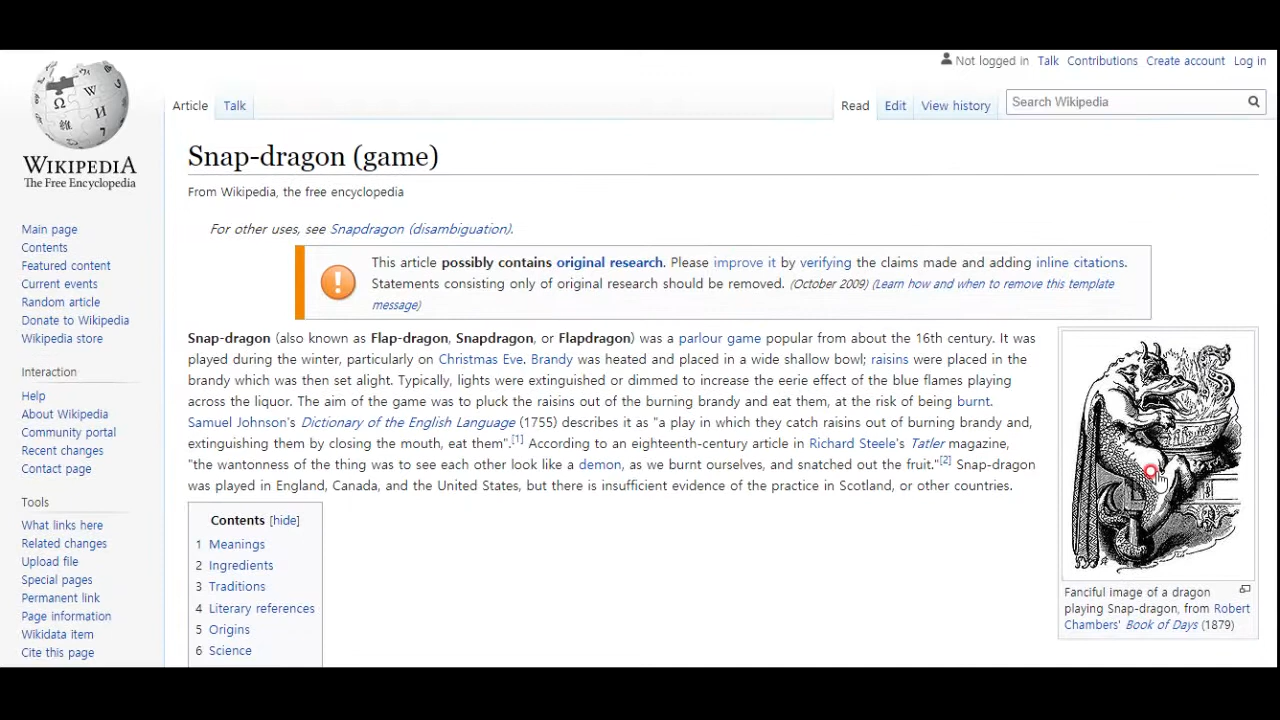 Not logged in Talk Contributions Create account Log in
Article Talk Read Edit View history Search Wikipedia
WIKIPEDIA
The Free Encyclopedia
Snap-dragon (game)
From Wikipedia, the free encyclopedia
For other uses, see Snapdragon (disambiguation).
This article possibly contains original research. Please improve it by verifying the claims made and adding inline citations.
Statements consisting only of original research should be removed. (October 2009) (Learn how and when to remove this template
message)
Snap-dragon (also known as Flap-dragon, Snapdragon, or Flapdragon) was a parlour game popular from about the 16th century. It was
played during the winter, particularly on Christmas Eve. Brandy was heated and placed in a wide shallow bowl; raisins were placed in the
brandy which was then set alight. Typically, lights were extinguished or dimmed to increase the eerie effect of the blue flames playing
across the liquor. The aim of the game was to pluck the raisins out of the burning brandy and eat them, at the risk of being burnt.
Samuel Johnson's Dictionary of the English Language (1755) describes it as "a play in which they catch raisins out of burning brandy and,
extinguishing them by closing the mouth, eat them".[1] According to an eighteenth-century article in Richard Steele's Tatler magazine,
"the wantonness of the thing was to see each other look like a demon, as we burnt ourselves, and snatched out the fruit."[2] Snap-dragon
was played in England, Canada, and the United States, but there is insufficient evidence of the practice in Scotland, or other countries.
Contents [hide]
1 Meanings
2 Ingredients
3 Traditions
4 Literary references
5 Origins
6 Science
Fanciful image of a dragon
playing Snap-dragon, from Robert
Chambers' Book of Days (1879)
Main page
Contents
Featured content
Current events
Random article
Donate to Wikipedia
Wikipedia store
Interaction
Help
About Wikipedia
Community portal
Recent changes
Contact page
Tools
What links here
Related changes
Upload file
Special pages
Permanent link
Page information
Wikidata item
Cite this page